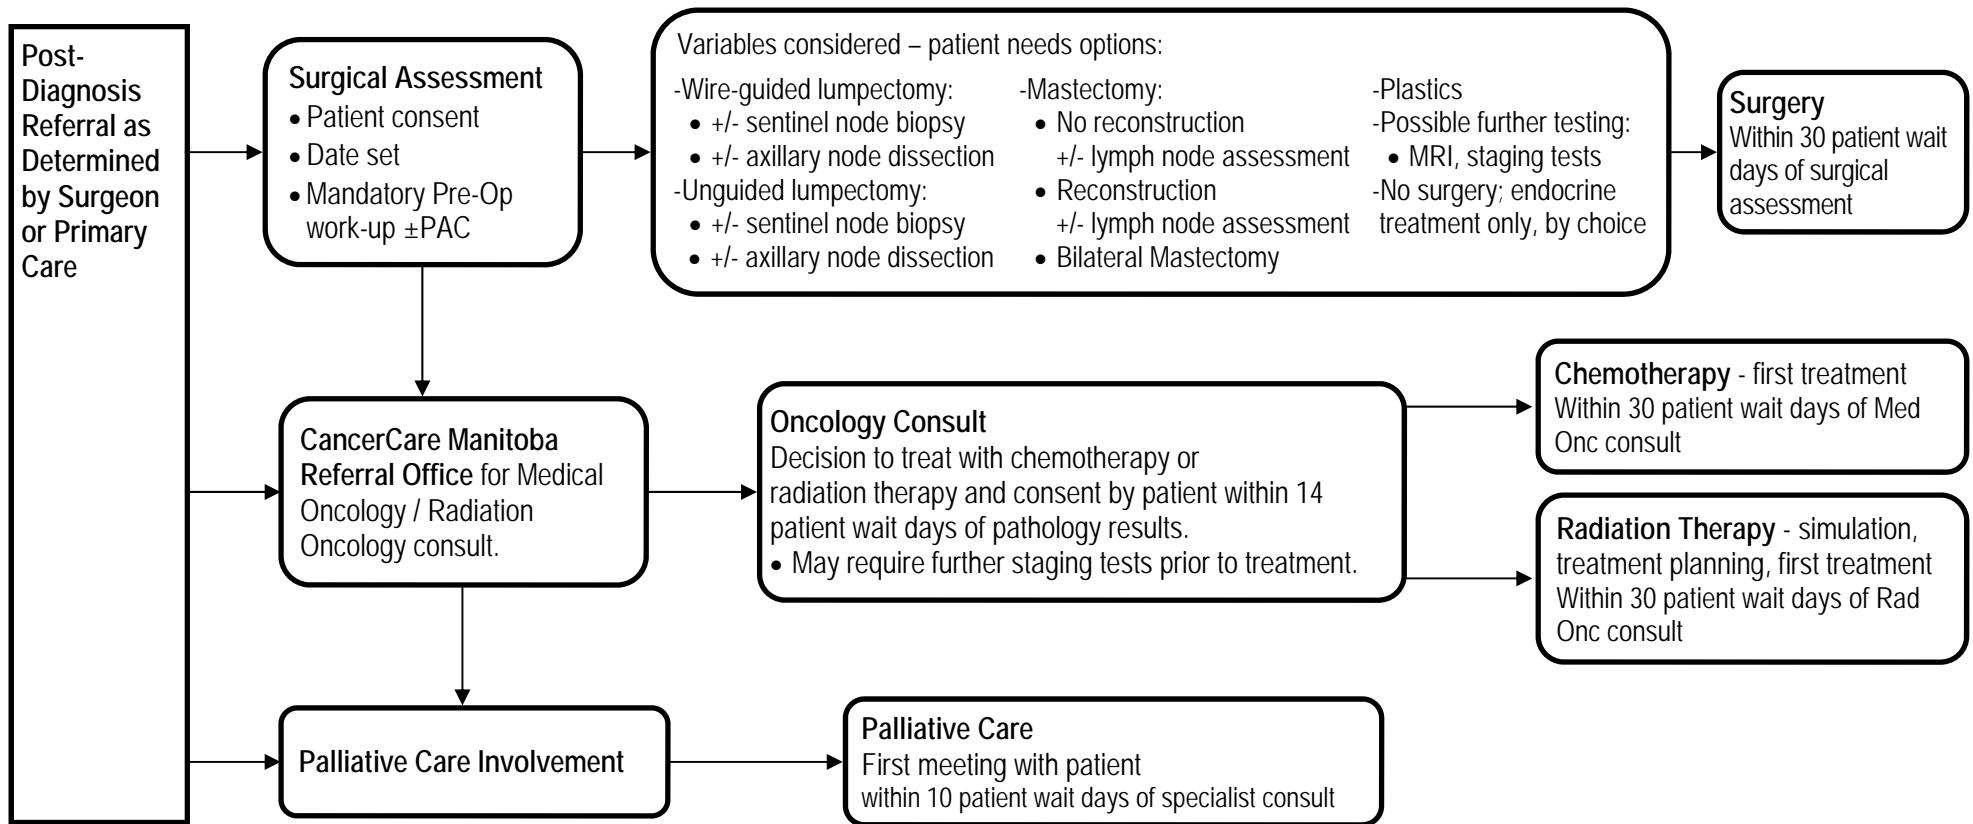 Post-
Diagnosis
Referral as
Determined
by Surgeon
or Primary
Care
Surgical Assessment
• Patient consent
• Date set
• Mandatory Pre-Op
work-up ±PAC
Variables considered – patient needs options:
-Wire-guided lumpectomy:
• +/- sentinel node biopsy
• +/- axillary node dissection
-Unguided lumpectomy:
• +/- sentinel node biopsy
• +/- axillary node dissection
-Mastectomy:
• No reconstruction
+/- lymph node assessment
• Reconstruction
+/- lymph node assessment
• Bilateral Mastectomy
-Plastics
-Possible further testing:
• MRI, staging tests
-No surgery; endocrine
treatment only, by choice
Surgery
Within 30 patient wait
days of surgical
assessment
CancerCare Manitoba
Referral Office for Medical
Oncology / Radiation
Oncology consult.
Oncology Consult
Decision to treat with chemotherapy or
radiation therapy and consent by patient within 14
patient wait days of pathology results.
• May require further staging tests prior to treatment.
Chemotherapy - first treatment
Within 30 patient wait days of Med
Onc consult
Radiation Therapy - simulation,
treatment planning, first treatment
Within 30 patient wait days of Rad
Onc consult
Palliative Care Involvement
Palliative Care
First meeting with patient
within 10 patient wait days of specialist consult